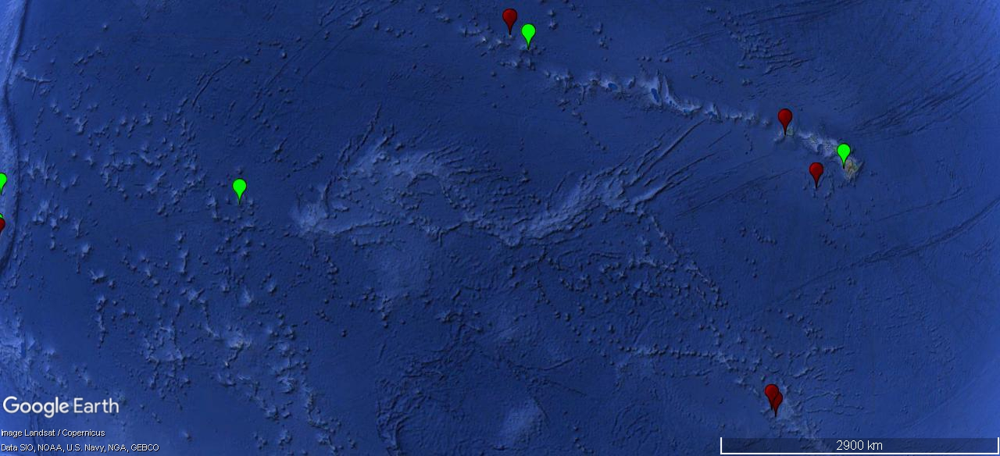 Google Earth
Image Landsat / Copernicus
Data SIO, NOAA, U.S. Navy, NGA, GEBCO
2900 km